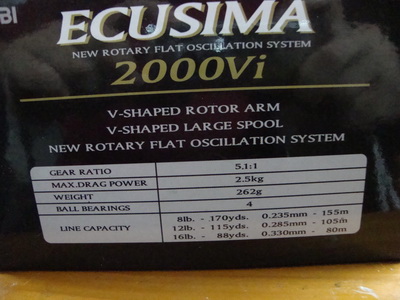 BI
ECUSIMA
NEW ROTARY FLAT OSCILLATION SYSTEM
2000Vi
V-SHAPED ROTOR ARM
V-SHAPED LARGE SPOOL
NEW ROTARY FLAT OSCILLATION SYSTEM
GEAR RATIO 5.1:1
MAX.DRAG POWER 2.5kg
WEIGHT 262g
BALL BEARINGS 4
LINE CAPACITY 8lb. - 170yds. 0.235mm - 155m
12lb. - 115yds. 0.285mm - 105m
16lb. - 88yds. 0.330mm - 80m